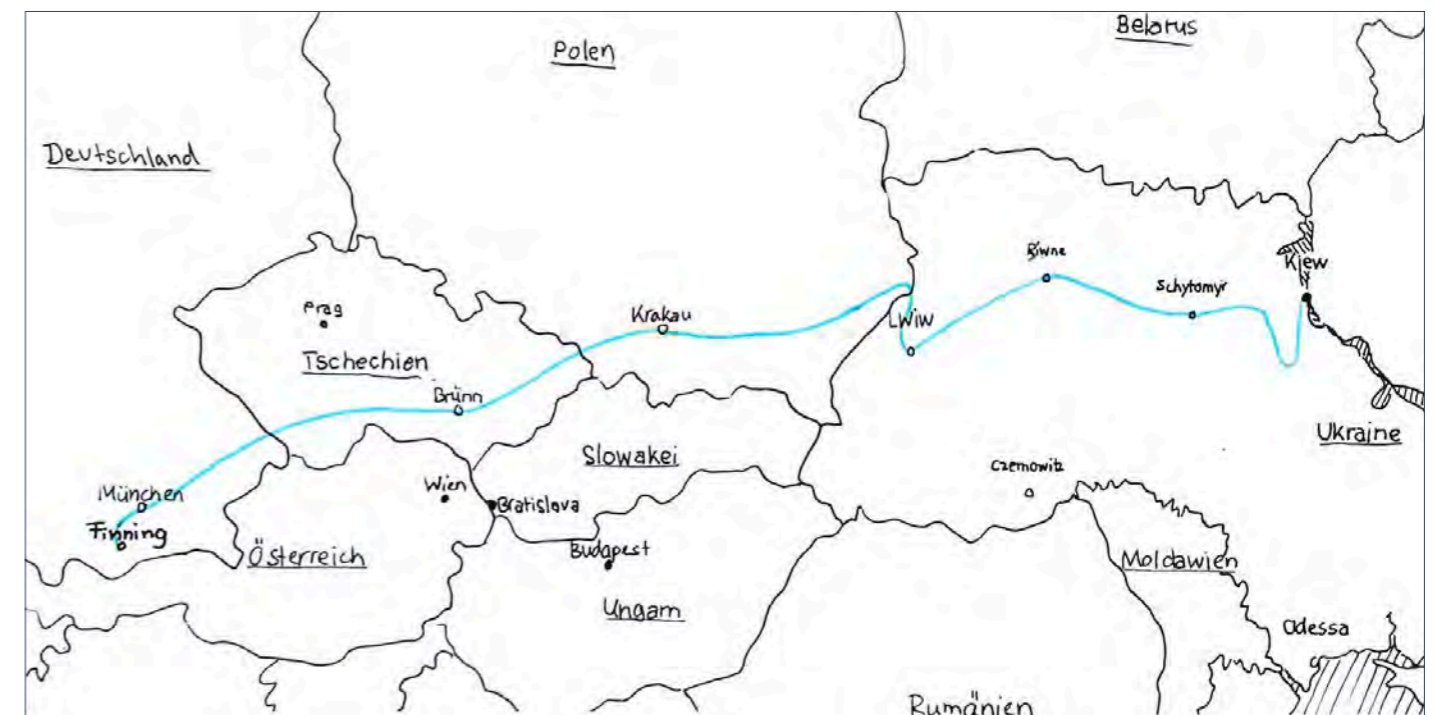 Belarus
Polen
Deutschland
Riwne
Kiew
Schytomyr
Prag
Krakau
LWiW
Tschechien
Brünn
Ukraine
Slowakei
Czernowitz
München
Wien
Bratislava
Finning
Österreich
Budapest
Moldawien
Ungarn
Odessa
Rumänien